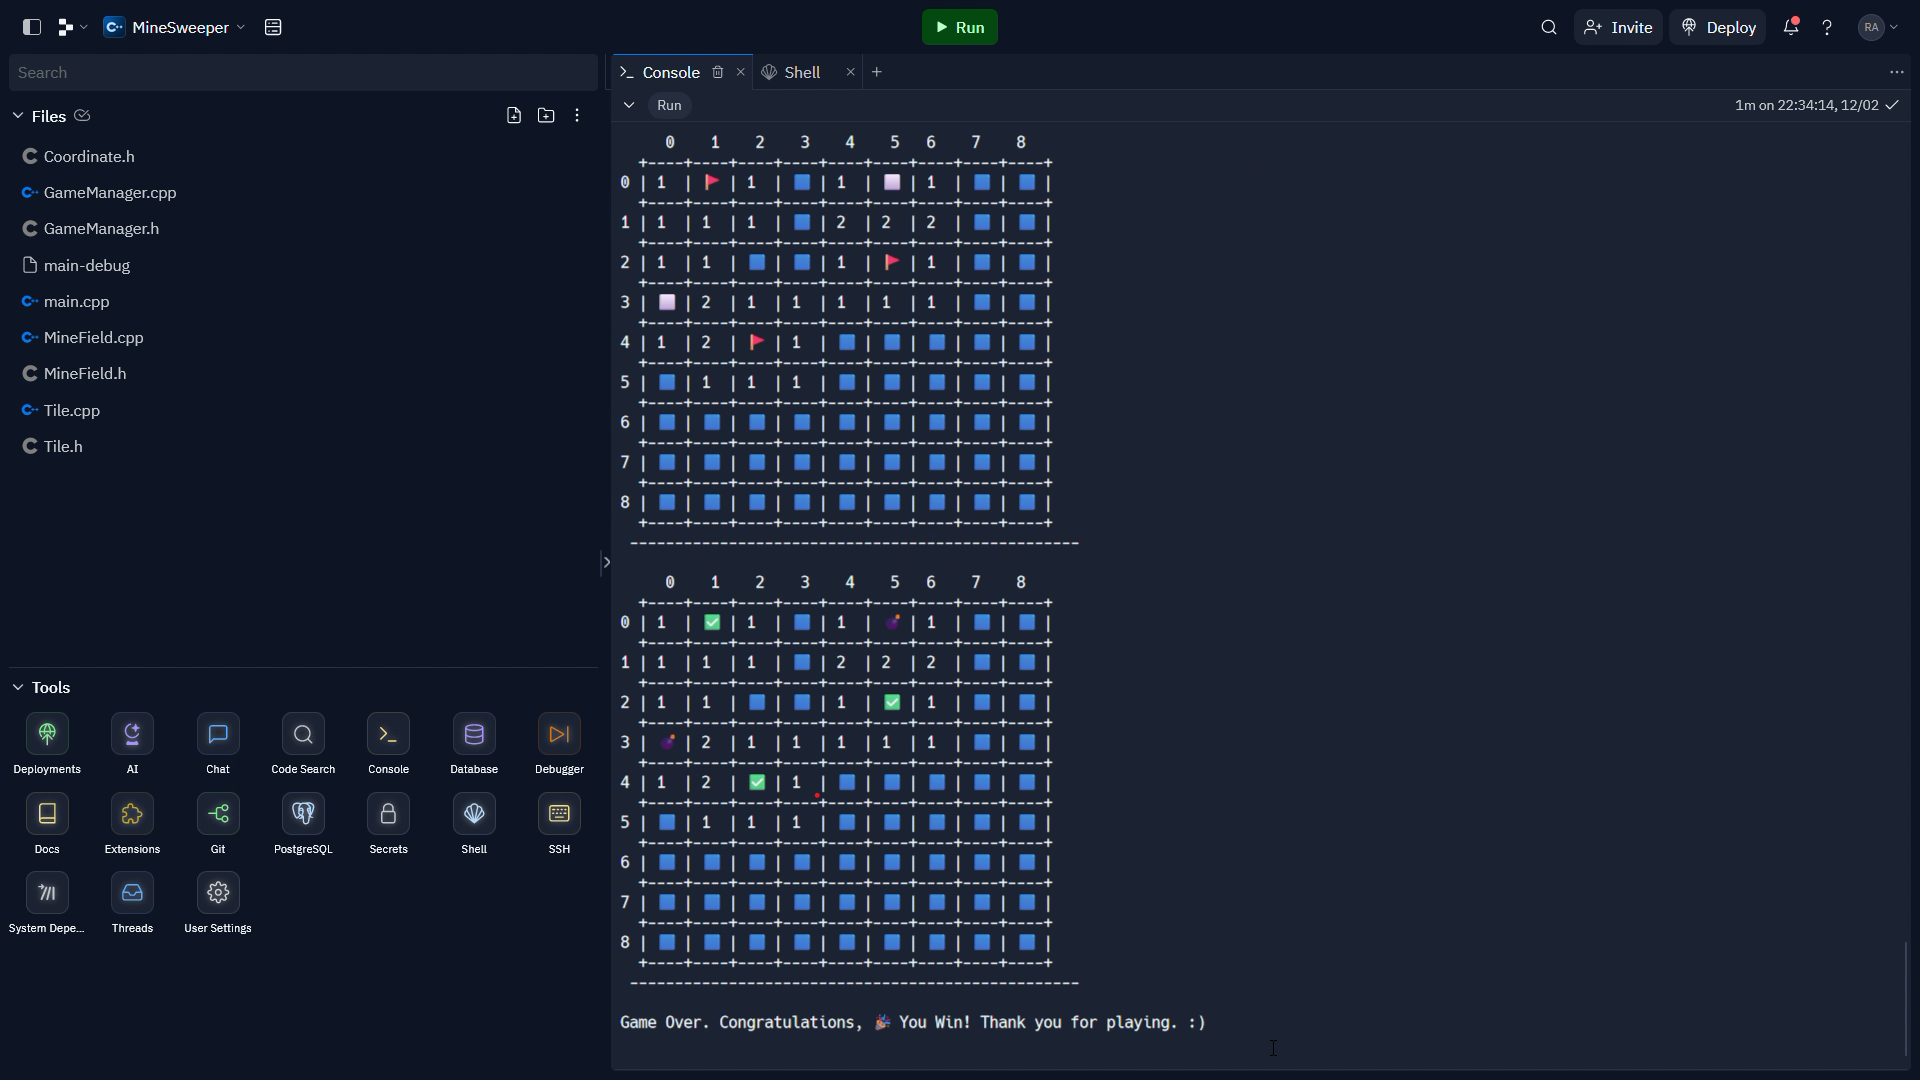 MineSweeper
Run
Invite
Deploy
RA
Search
Files
Coordinate.h
GameManager.cpp
GameManager.h
main-debug
main.cpp
MineField.cpp
MineField.h
Tile.cpp
Tile.h
Tools
Deployments AI Chat Code Search Console Database Debugger
Docs Extensions Git PostgreSQL Secrets Shell SSH
System Depe... Threads User Settings
Console Shell
Run 1m on 22:34:14, 12/02
0 1 2 3 4 5 6 7 8
+----+----+----+----+----+----+----+----+----+
0 | 1 | 🚩 | 1 | 🟦 | 1 | ⬜ | 1 | 🟦 | 🟦 |
+----+----+----+----+----+----+----+----+----+
1 | 1 | 1 | 1 | 🟦 | 2 | 2 | 2 | 🟦 | 🟦 |
+----+----+----+----+----+----+----+----+----+
2 | 1 | 1 | 🟦 | 🟦 | 1 | 🚩 | 1 | 🟦 | 🟦 |
+----+----+----+----+----+----+----+----+----+
3 | ⬜ | 2 | 1 | 1 | 1 | 1 | 1 | 🟦 | 🟦 |
+----+----+----+----+----+----+----+----+----+
4 | 1 | 2 | 🚩 | 1 | 🟦 | 🟦 | 🟦 | 🟦 | 🟦 |
+----+----+----+----+----+----+----+----+----+
5 | 🟦 | 1 | 1 | 1 | 🟦 | 🟦 | 🟦 | 🟦 | 🟦 |
+----+----+----+----+----+----+----+----+----+
6 | 🟦 | 🟦 | 🟦 | 🟦 | 🟦 | 🟦 | 🟦 | 🟦 | 🟦 |
+----+----+----+----+----+----+----+----+----+
7 | 🟦 | 🟦 | 🟦 | 🟦 | 🟦 | 🟦 | 🟦 | 🟦 | 🟦 |
+----+----+----+----+----+----+----+----+----+
8 | 🟦 | 🟦 | 🟦 | 🟦 | 🟦 | 🟦 | 🟦 | 🟦 | 🟦 |
+----+----+----+----+----+----+----+----+----+
--------------------------------------------------
0 1 2 3 4 5 6 7 8
+----+----+----+----+----+----+----+----+----+
0 | 1 | ✅ | 1 | 🟦 | 1 | 💣 | 1 | 🟦 | 🟦 |
+----+----+----+----+----+----+----+----+----+
1 | 1 | 1 | 1 | 🟦 | 2 | 2 | 2 | 🟦 | 🟦 |
+----+----+----+----+----+----+----+----+----+
2 | 1 | 1 | 🟦 | 🟦 | 1 | ✅ | 1 | 🟦 | 🟦 |
+----+----+----+----+----+----+----+----+----+
3 | 💣 | 2 | 1 | 1 | 1 | 1 | 1 | 🟦 | 🟦 |
+----+----+----+----+----+----+----+----+----+
4 | 1 | 2 | ✅ | 1 | 🟦 | 🟦 | 🟦 | 🟦 | 🟦 |
+----+----+----+----+----+----+----+----+----+
5 | 🟦 | 1 | 1 | 1 | 🟦 | 🟦 | 🟦 | 🟦 | 🟦 |
+----+----+----+----+----+----+----+----+----+
6 | 🟦 | 🟦 | 🟦 | 🟦 | 🟦 | 🟦 | 🟦 | 🟦 | 🟦 |
+----+----+----+----+----+----+----+----+----+
7 | 🟦 | 🟦 | 🟦 | 🟦 | 🟦 | 🟦 | 🟦 | 🟦 | 🟦 |
+----+----+----+----+----+----+----+----+----+
8 | 🟦 | 🟦 | 🟦 | 🟦 | 🟦 | 🟦 | 🟦 | 🟦 | 🟦 |
+----+----+----+----+----+----+----+----+----+
--------------------------------------------------
Game Over. Congratulations, 🎉 You Win! Thank you for playing. :)